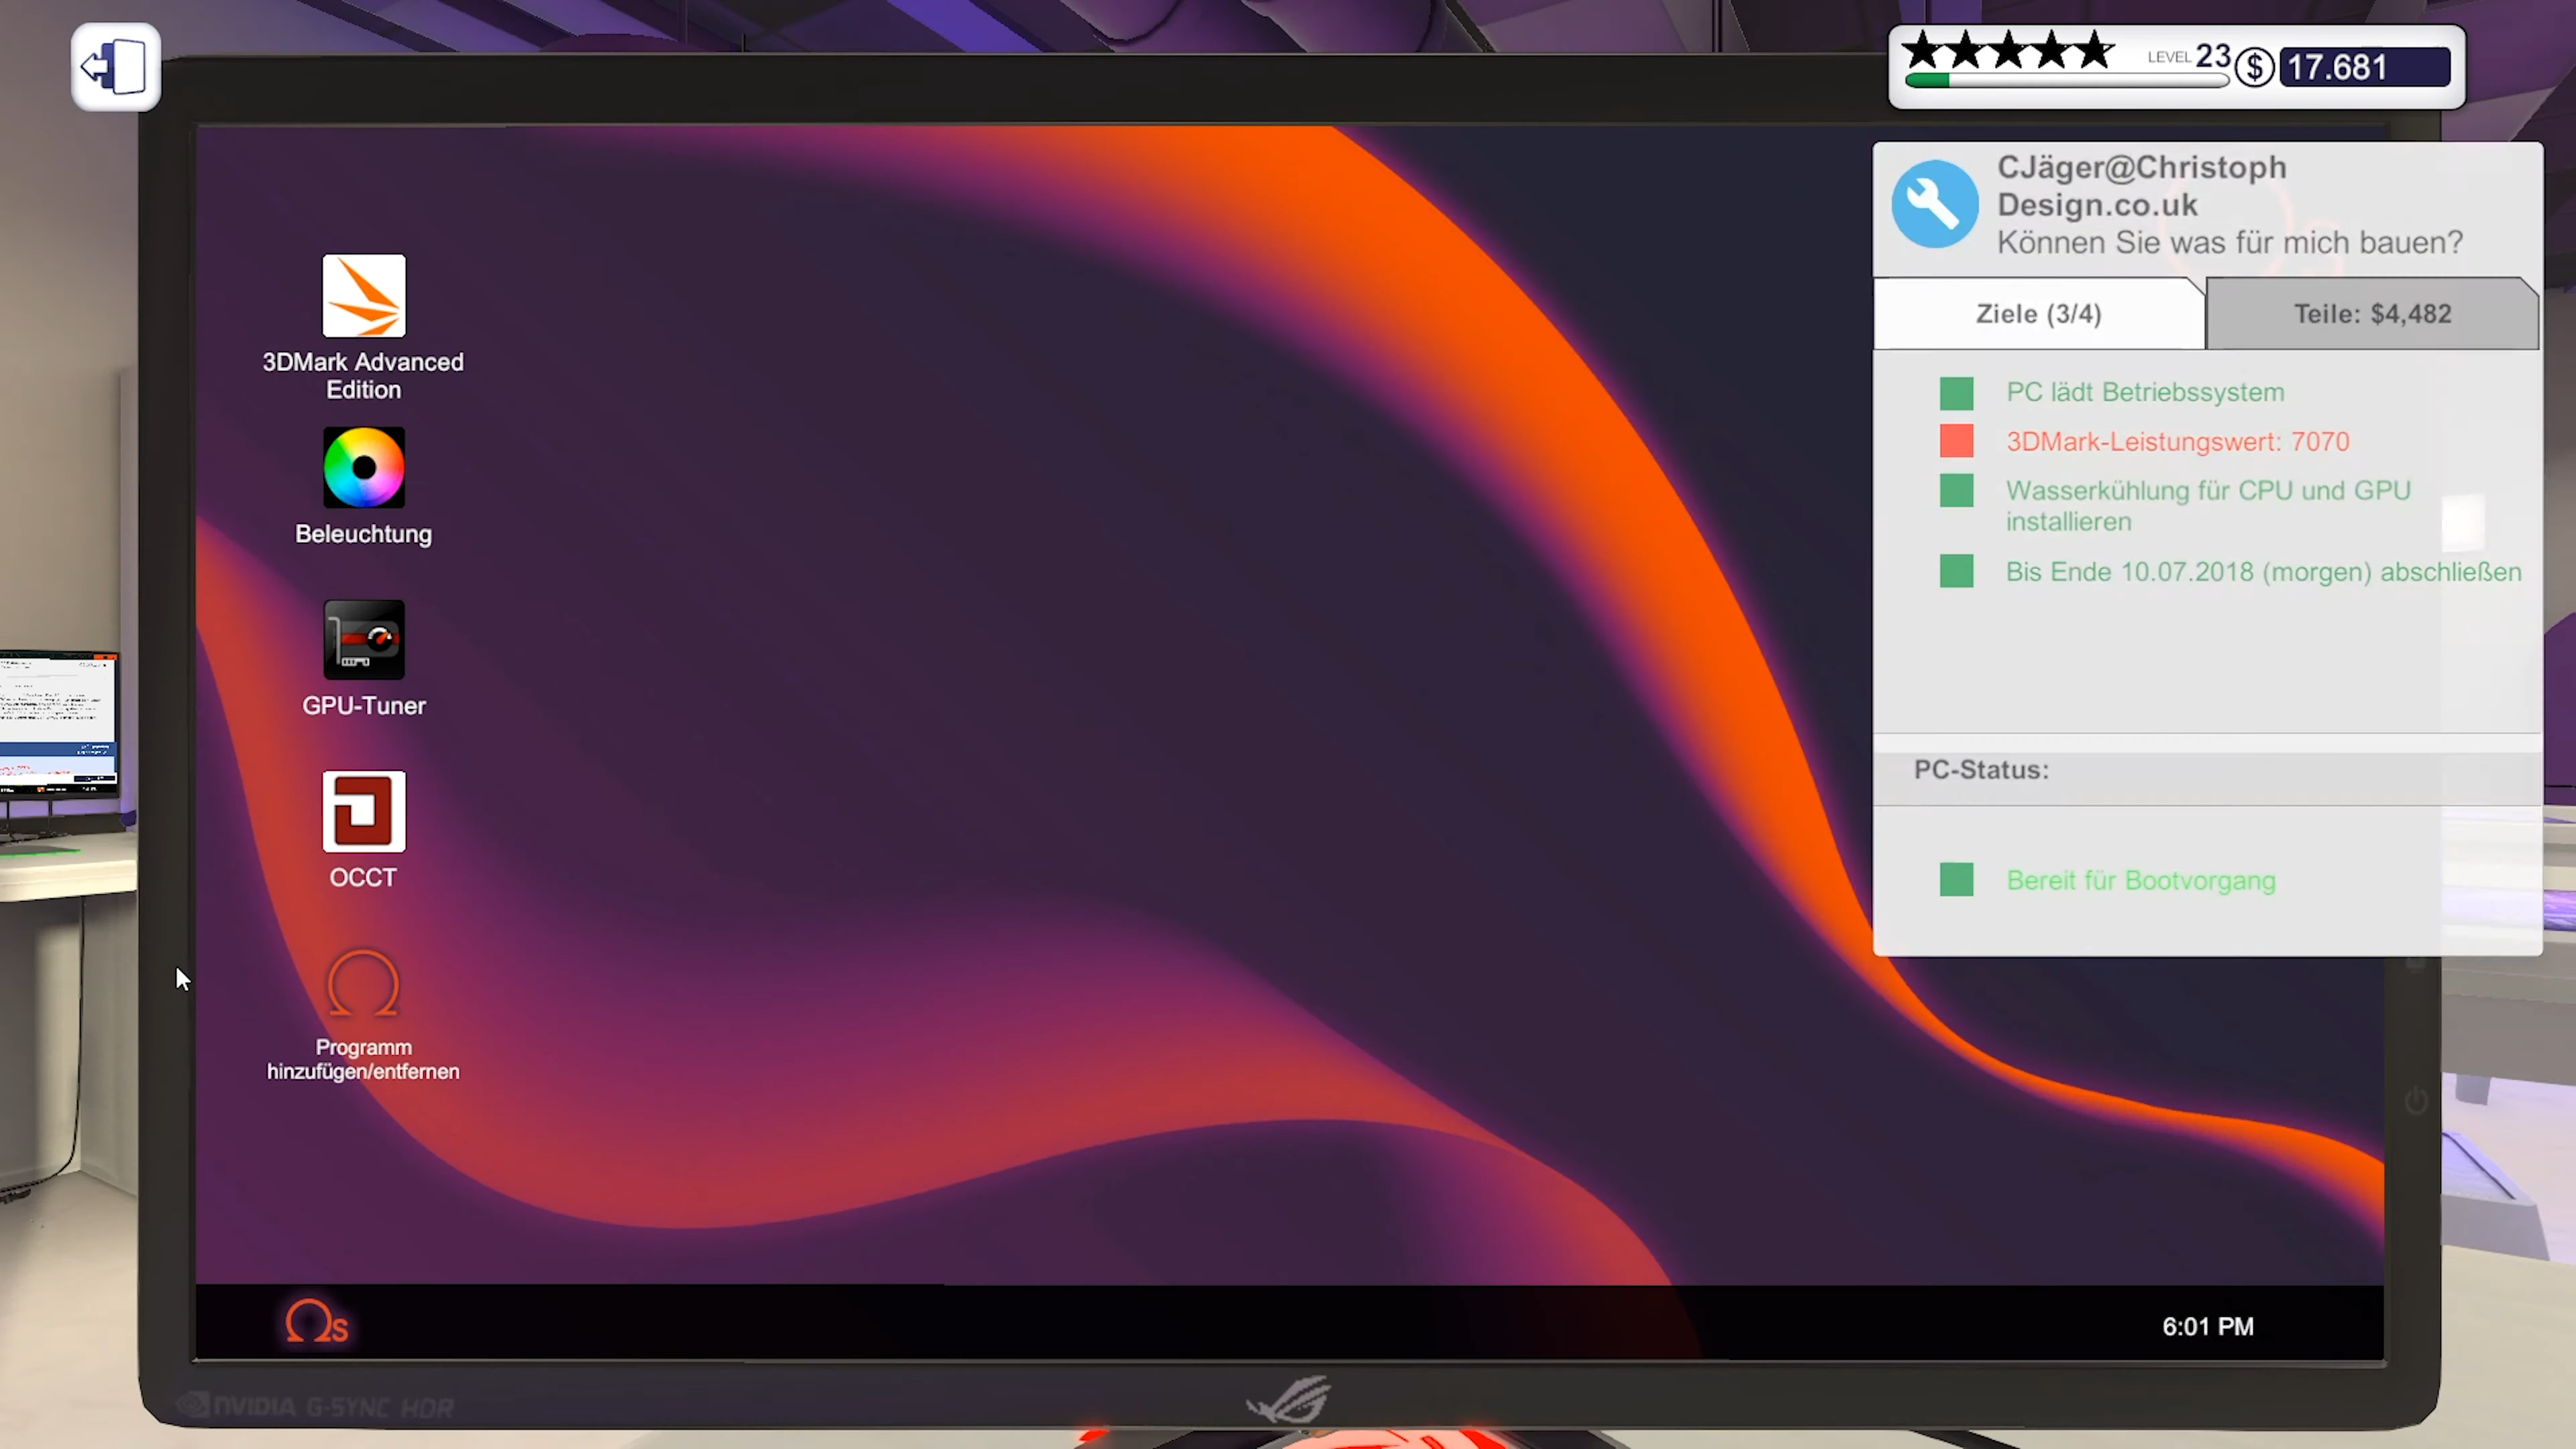 LEVEL 23
$ 17.681
CJäger@Christoph
Design.co.uk
Können Sie was für mich bauen?
Ziele (3/4)
Teile: $4,482
PC lädt Betriebssystem
3DMark-Leistungswert: 7070
Wasserkühlung für CPU und GPU
installieren
Bis Ende 10.07.2018 (morgen) abschließen
PC-Status:
Bereit für Bootvorgang
3DMark Advanced
Edition
Beleuchtung
GPU-Tuner
OCCT
Programm
hinzufügen/entfernen
Ωs
6:01 PM
NVIDIA G-SYNC HDR